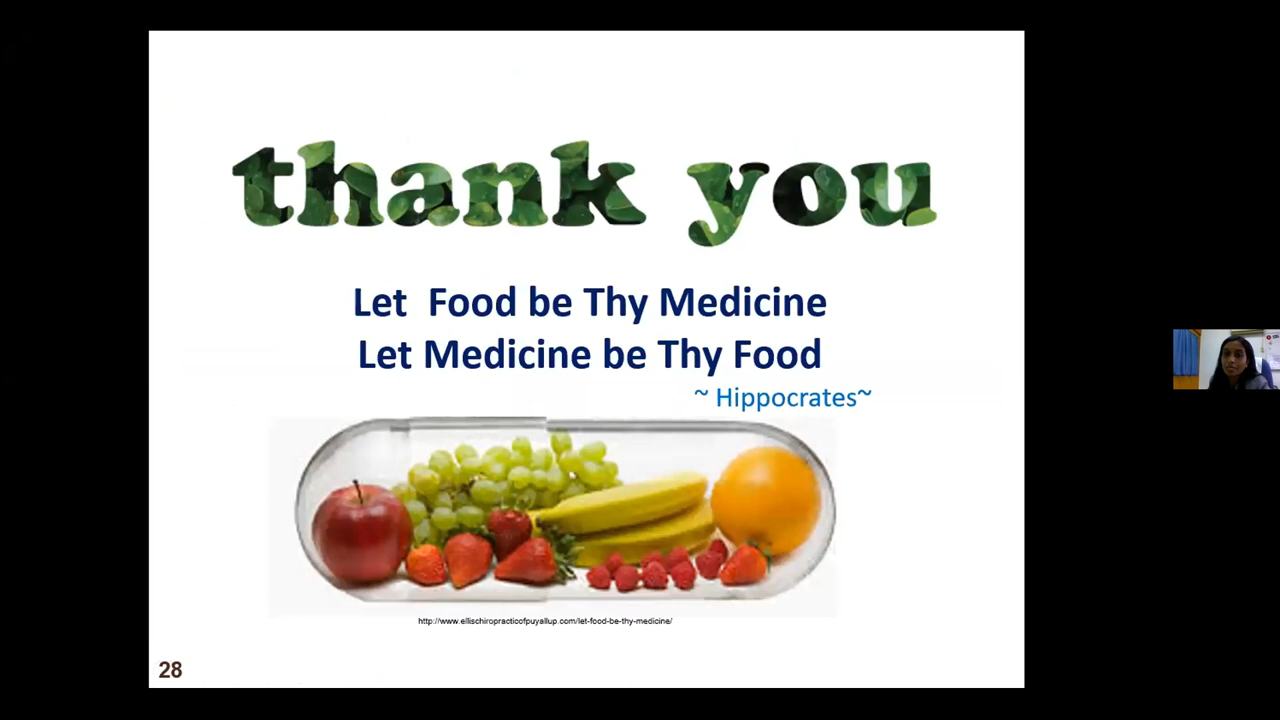 thank you
Let Food be Thy Medicine
Let Medicine be Thy Food
~ Hippocrates~
http://www.ellischiropracticofpuyallup.com/let-food-be-thy-medicine/
28